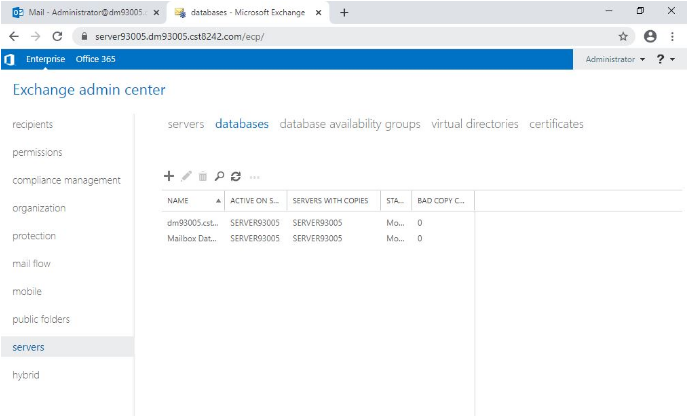 Mail - Administrator@dm93005.c
databases - Microsoft Exchange
server93005.dm93005.cst8242.com/ecp/
Enterprise Office 365
Administrator ?
Exchange admin center
recipients
permissions
compliance management
organization
protection
mail flow
mobile
public folders
servers
hybrid
servers databases database availability groups virtual directories certificates
NAME ACTIVE ON S... SERVERS WITH COPIES STA... BAD COPY C...
dm93005.cst... SERVER93005 SERVER93005 Mo... 0
Mailbox Dat... SERVER93005 SERVER93005 Mo... 0